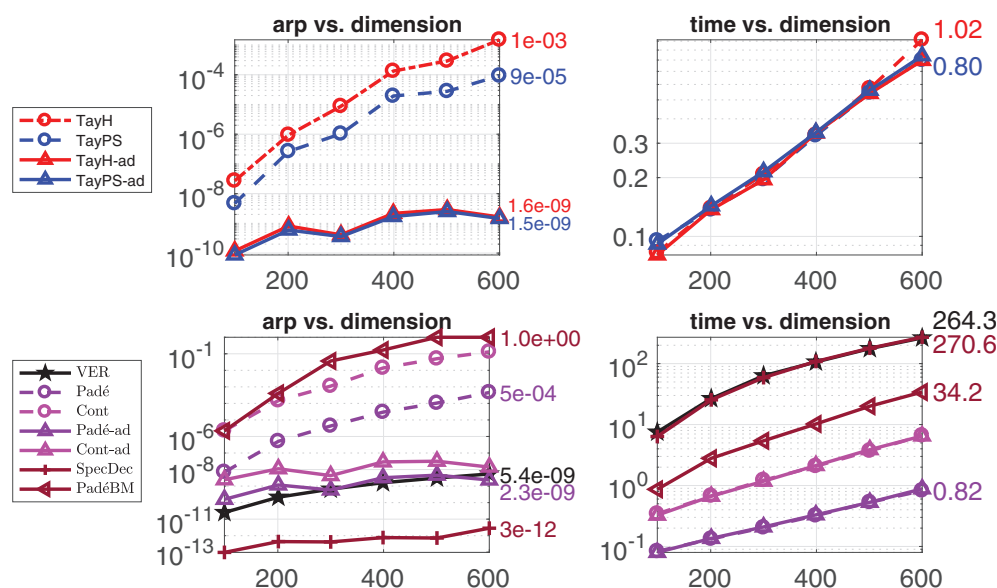 arp vs. dimension
TayH
TayPS
TayH-ad
TayPS-ad
10^-4
10^-6
10^-8
10^-10
200 400 600
1e-03
9e-05
1.6e-09
1.5e-09
time vs. dimension
0.3
0.2
0.1
200 400 600
1.02
0.80
arp vs. dimension
VER
Padé
Cont
Padé-ad
Cont-ad
SpecDec
PadéBM
10^-1
10^-6
10^-8
10^-11
10^-13
200 400 600
1.0e+00
5e-04
5.4e-09
2.3e-09
3e-12
time vs. dimension
10^2
10^1
10^0
10^-1
200 400 600
264.3
270.6
34.2
0.82